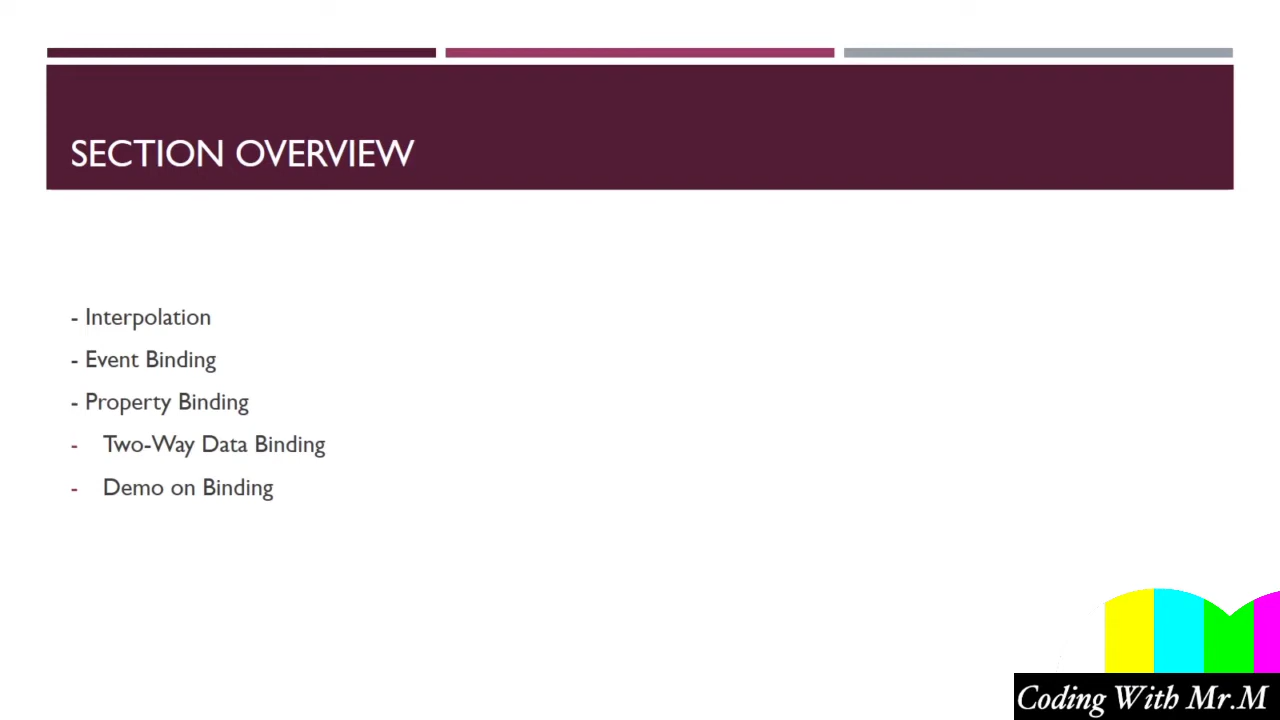 SECTION OVERVIEW
- Interpolation
- Event Binding
- Property Binding
- Two-Way Data Binding
- Demo on Binding
Coding With Mr.M